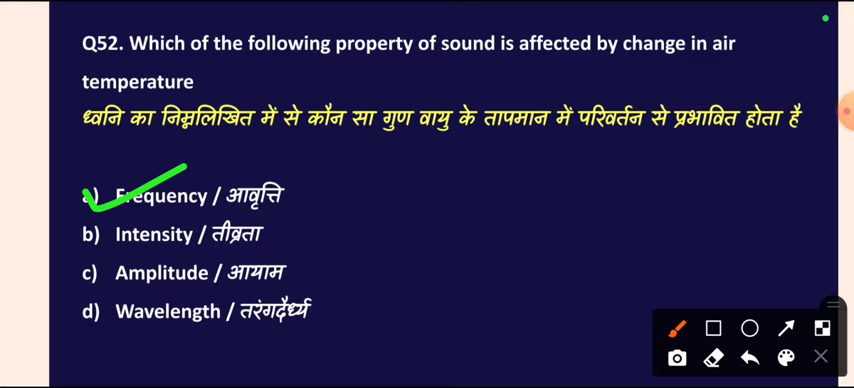 Q52. Which of the following property of sound is affected by change in air
temperature
ध्वनि का निम्नलिखित में से कौन सा गुण वायु के तापमान में परिवर्तन से प्रभावित होता है
a) Frequency / आवृत्ति
b) Intensity / तीव्रता
c) Amplitude / आयाम
d) Wavelength / तरंगदैर्ध्य